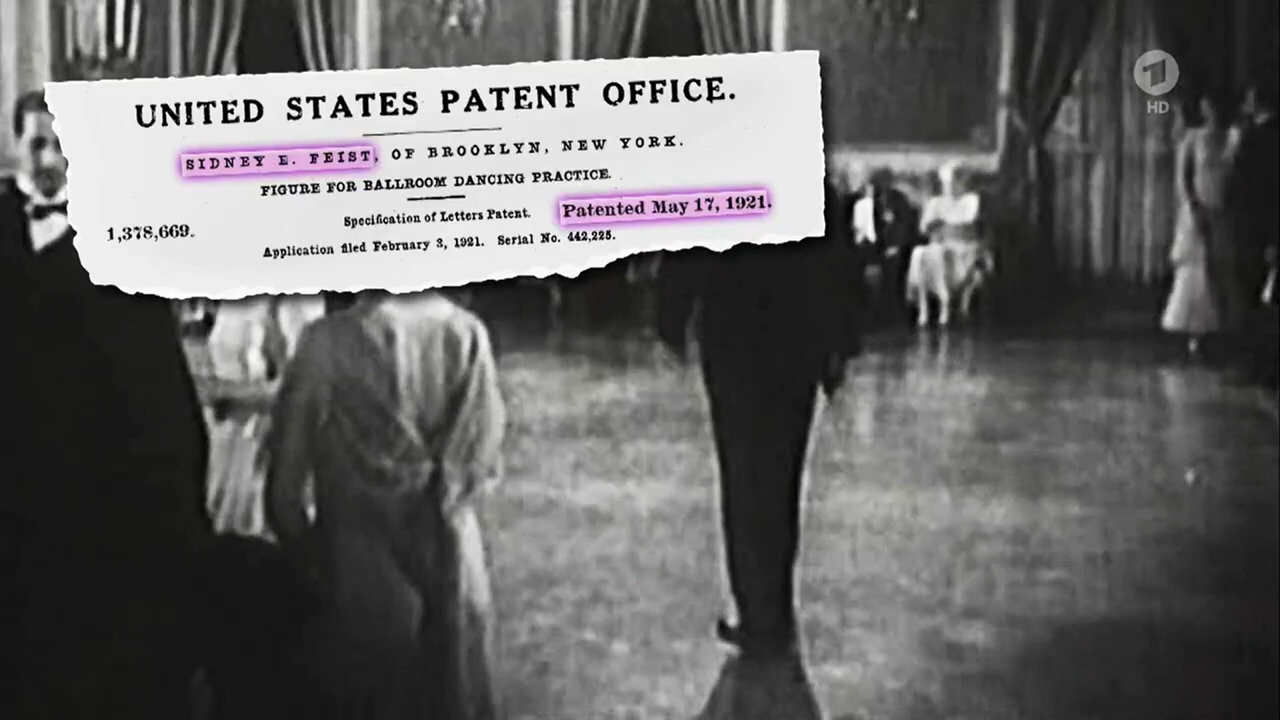 UNITED STATES PATENT OFFICE.
SIDNEY E. FEIST, OF BROOKLYN, NEW YORK.
FIGURE FOR BALLROOM DANCING PRACTICE.
1,378,669.
Specification of Letters Patent.
Patented May 17, 1921.
Application filed February 3, 1921. Serial No. 442,225.
1
HD